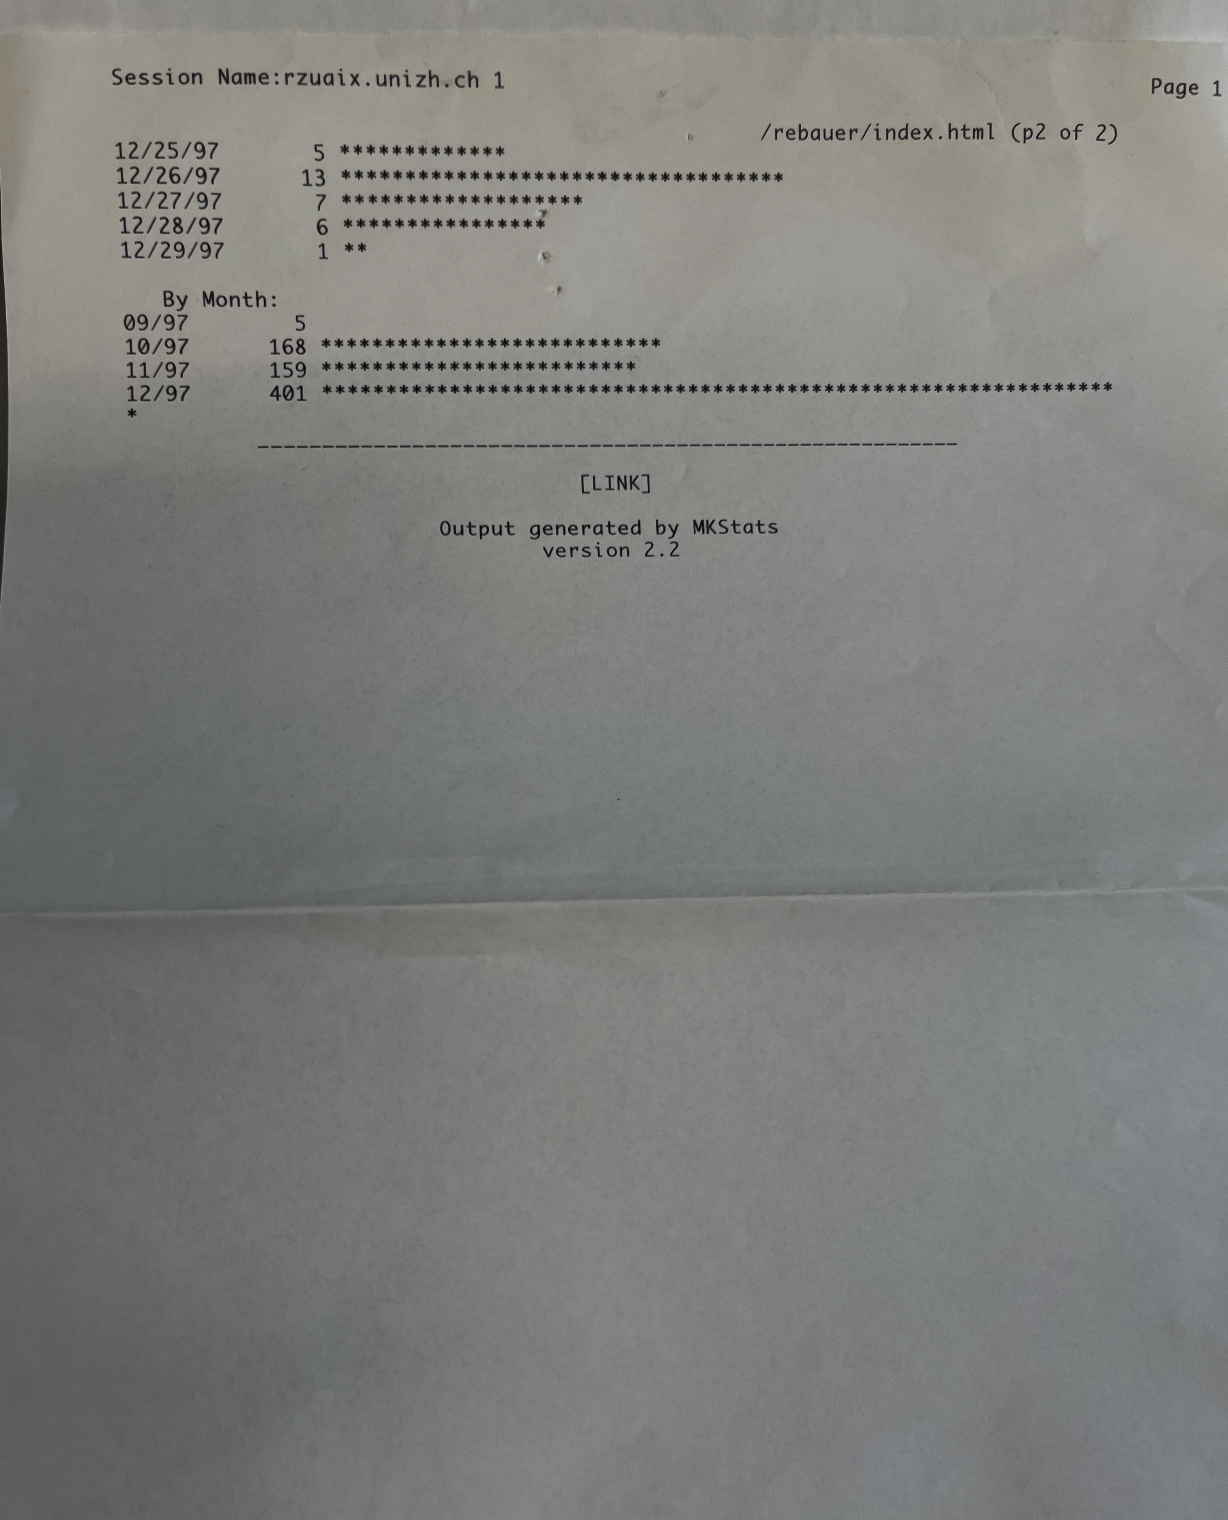 Session Name:rzuaix.unizh.ch 1
Page 1
/rebauer/index.html (p2 of 2)
12/25/97 5 *************
12/26/97 13 **********************************
12/27/97 7 *******************
12/28/97 6 ****************
12/29/97 1 **
By Month:
09/97 5
10/97 168 ***************************
11/97 159 *************************
12/97 401 **************************************************************
*
-------------------------------------------------------
[LINK]
Output generated by MKStats
version 2.2